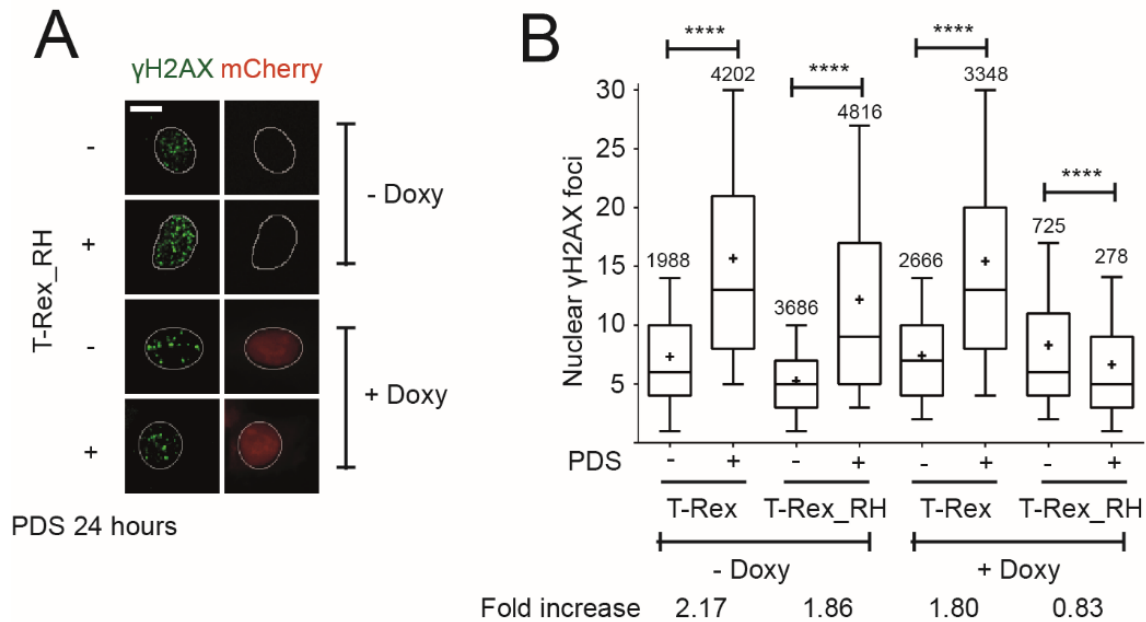 A
γH2AX mCherry
T-Rex_RH
-
+
-
+
- Doxy
+ Doxy
PDS 24 hours
B
Nuclear γH2AX foci
30
25
20
15
10
5
**** **** **** ****
1988 4202 3686 4816 2666 3348 725 278
PDS - + - + - + - +
T-Rex T-Rex_RH T-Rex T-Rex_RH
- Doxy + Doxy
Fold increase 2.17 1.86 1.80 0.83